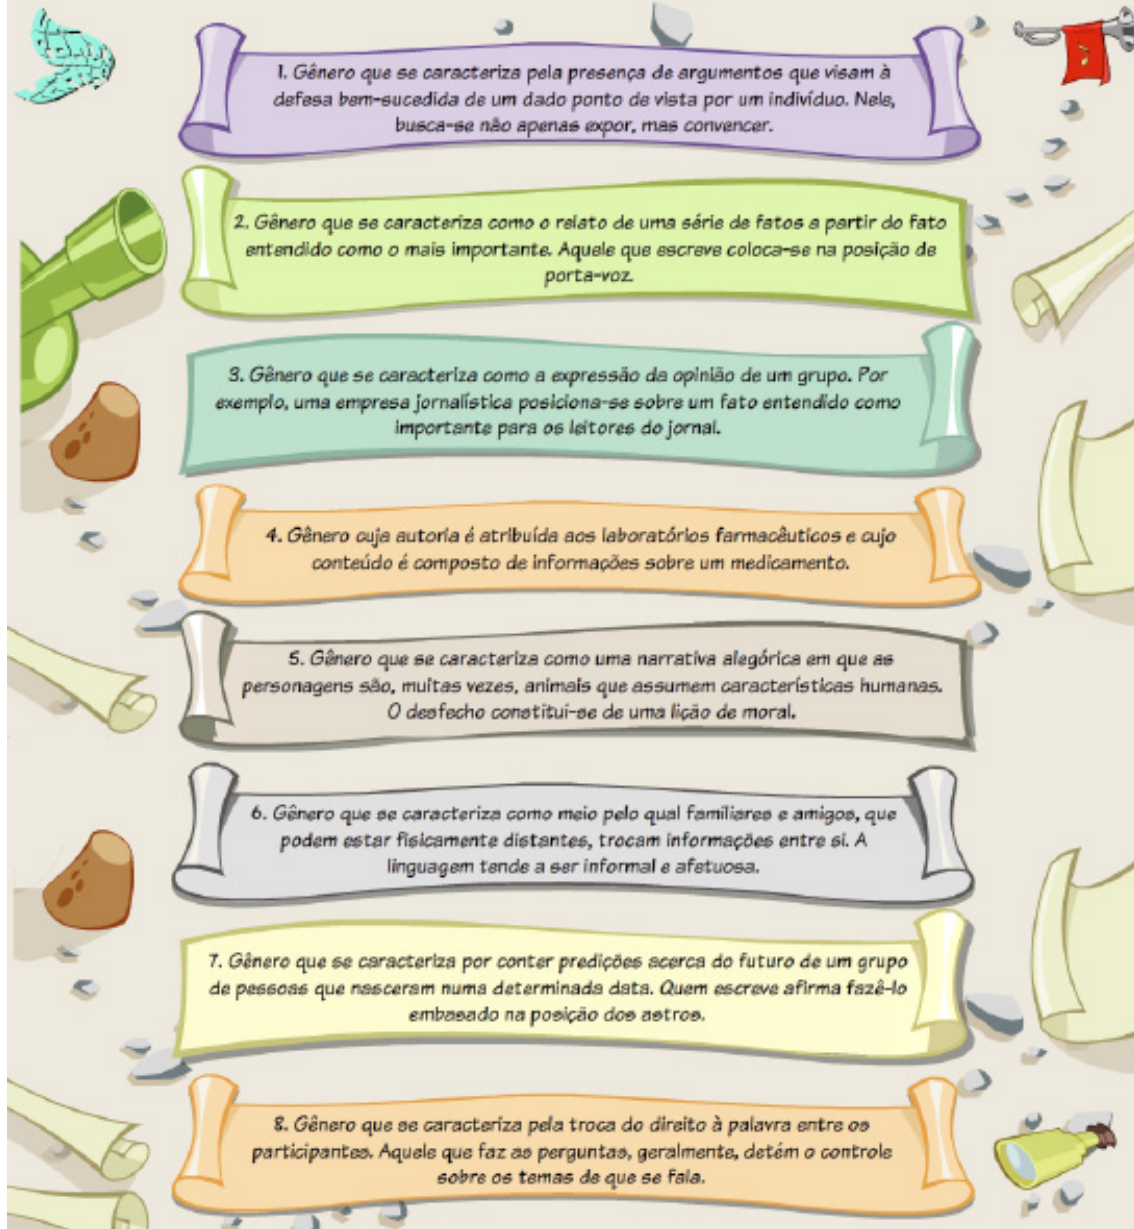 1. Gênero que se caracteriza pela presença de argumentos que visam à
defesa bem-sucedida de um dado ponto de vista por um indivíduo. Nele,
busca-se não apenas expor, mas convencer.
2. Gênero que se caracteriza como o relato de uma série de fatos a partir do fato
entendido como o mais importante. Aquele que escreve coloca-se na posição de
porta-voz.
3. Gênero que se caracteriza como a expressão da opinião de um grupo. Por
exemplo, uma empresa jornalística posiciona-se sobre um fato entendido como
importante para os leitores do jornal.
4. Gênero cuja autoria é atribuída aos laboratórios farmacêuticos e cujo
conteúdo é composto de informações sobre um medicamento.
5. Gênero que se caracteriza como uma narrativa alegórica em que as
personagens são, muitas vezes, animais que assumem características humanas.
O desfecho constitui-se de uma lição de moral.
6. Gênero que se caracteriza como meio pelo qual familiares e amigos, que
podem estar fisicamente distantes, trocam informações entre si. A
linguagem tende a ser informal e afetuosa.
7. Gênero que se caracteriza por conter predições acerca do futuro de um grupo
de pessoas que nasceram numa determinada data. Quem escreve afirma fazê-lo
embasado na posição dos astros.
8. Gênero que se caracteriza pela troca do direito à palavra entre os
participantes. Aquele que faz as perguntas, geralmente, detém o controle
sobre os temas de que se fala.